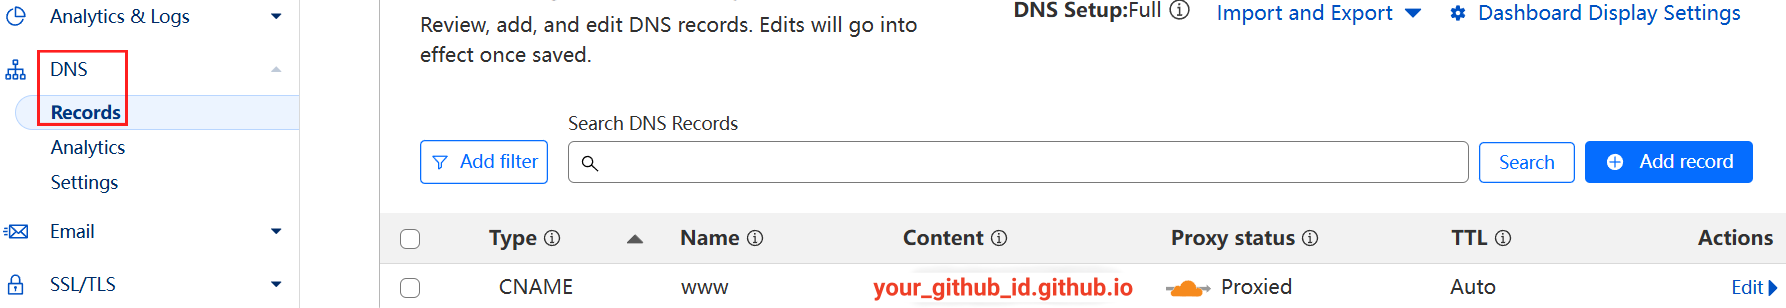 Analytics & Logs
DNS
Records
Analytics
Settings
Email
SSL/TLS
Review, add, and edit DNS records. Edits will go into
effect once saved.
DNS Setup:Full
Import and Export
Dashboard Display Settings
Search DNS Records
Add filter
Search
Add record
Type Name Content Proxy status TTL Actions
CNAME www your_github_id.github.io Proxied Auto Edit